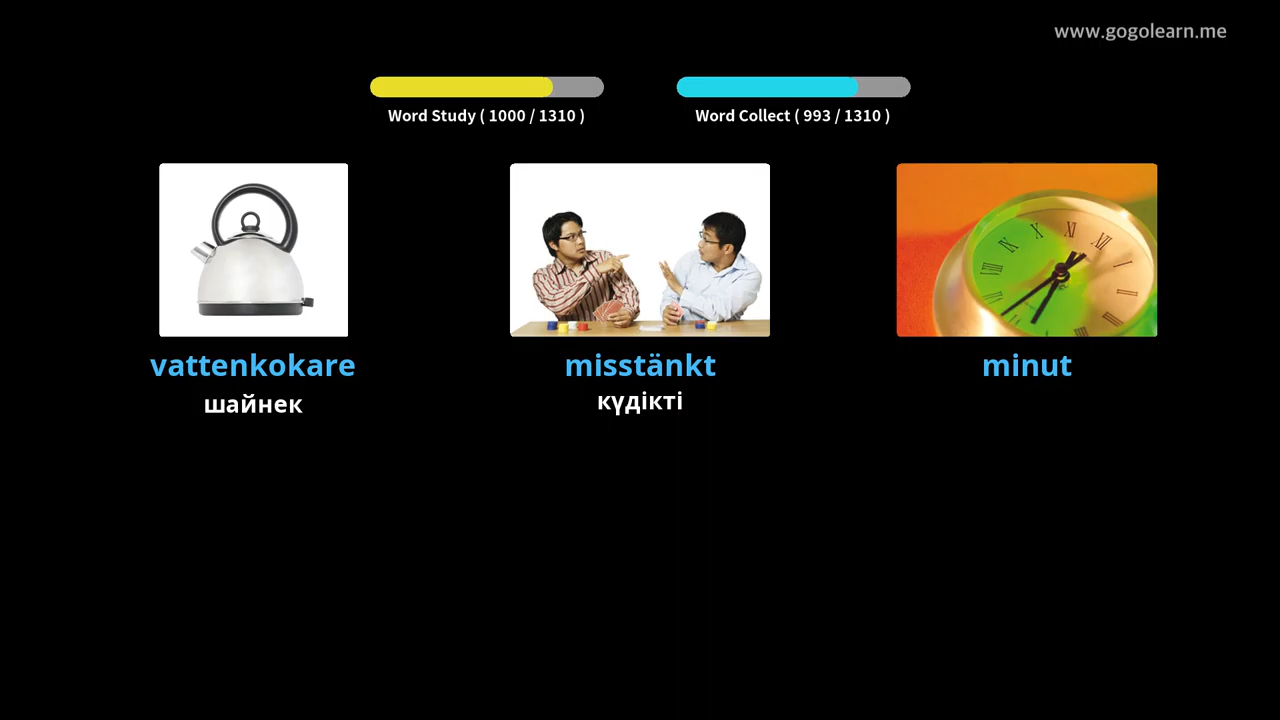 www.gogolearn.me
Word Study ( 1000 / 1310 )
Word Collect ( 993 / 1310 )
vattenkokare
шайнек
misstänkt
күдікті
minut